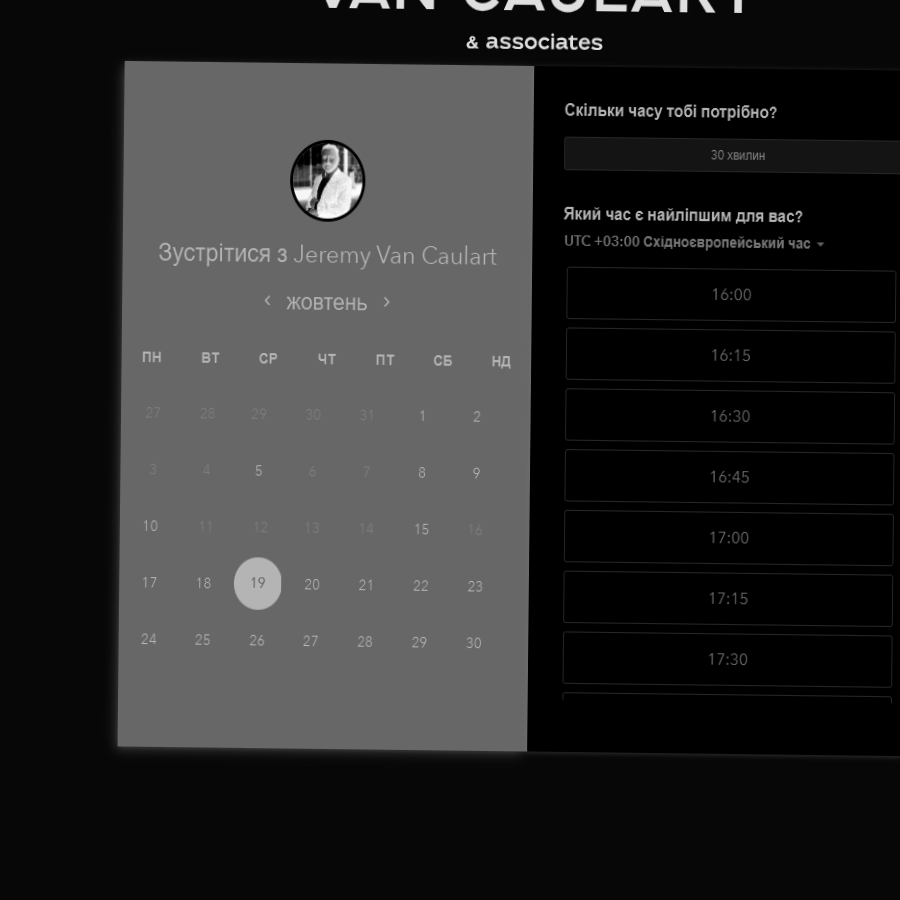 VAN CAULART
& associates
Зустрітися з Jeremy Van Caulart
‹ жовтень ›
ПН ВТ СР ЧТ ПТ СБ НД
27 28 29 30 31 1 2
3 4 5 6 7 8 9
10 11 12 13 14 15 16
17 18 19 20 21 22 23
24 25 26 27 28 29 30
Скільки часу тобі потрібно?
30 хвилин
Який час є найліпшим для вас?
UTC +03:00 Східноєвропейський час
16:00
16:15
16:30
16:45
17:00
17:15
17:30